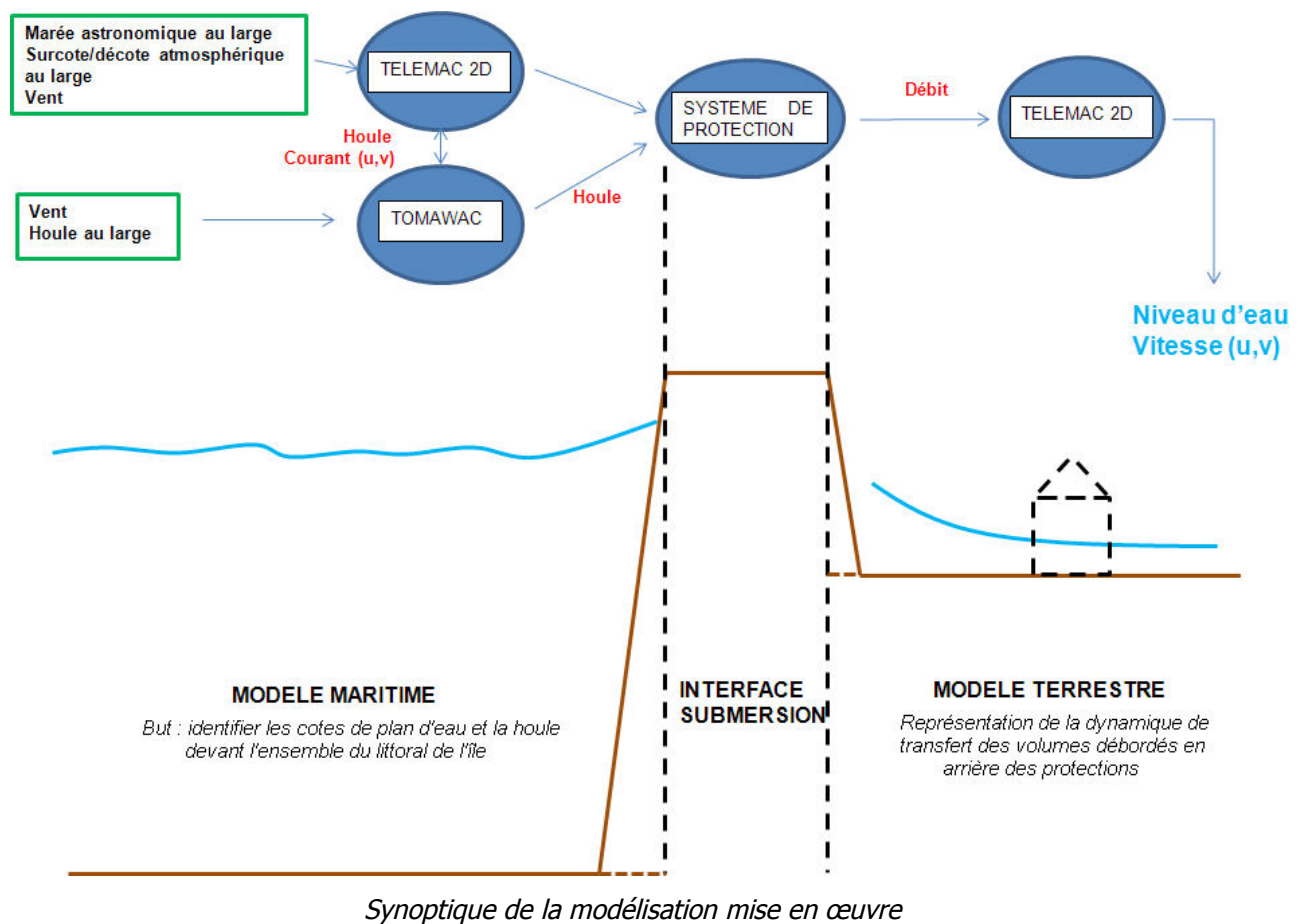 Marée astronomique au large
Surcote/décote atmosphérique
au large
Vent
TELEMAC 2D
Houle
Courant (u,v)
Vent
Houle au large
TOMAWAC
Houle
SYSTEME DE
PROTECTION
Débit
TELEMAC 2D
Niveau d'eau
Vitesse (u,v)
MODELE MARITIME
But : identifier les cotes de plan d'eau et la houle
devant l'ensemble du littoral de l'île
INTERFACE
SUBMERSION
MODELE TERRESTRE
Représentation de la dynamique de
transfert des volumes débordés en
arrière des protections
Synoptique de la modélisation mise en œuvre